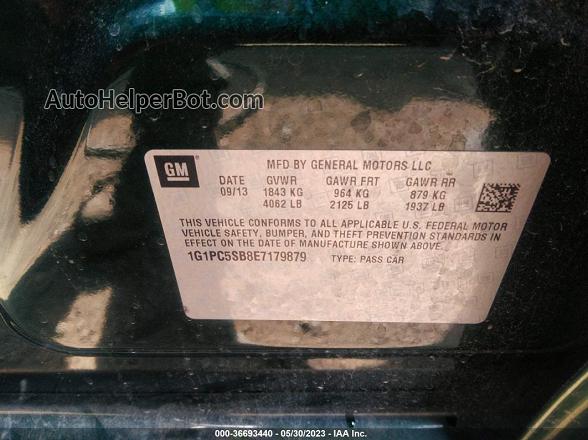 AutoHelperBot.com
GM
MFD BY GENERAL MOTORS LLC
DATE GVWR GAWR FRT GAWR RR
09/13 1843 KG 964 KG 879 KG
4062 LB 2125 LB 1937 LB
THIS VEHICLE CONFORMS TO ALL APPLICABLE U.S. FEDERAL MOTOR
VEHICLE SAFETY, BUMPER, AND THEFT PREVENTION STANDARDS IN
EFFECT ON THE DATE OF MANUFACTURE SHOWN ABOVE.
1G1PC5SB8E7179879 TYPE: PASS CAR
000-36693440 - 05/30/2023 - IAA Inc.